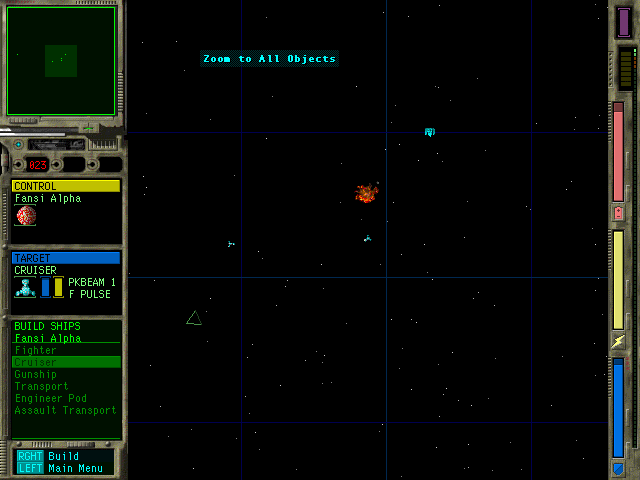 Zoom to All Objects
023
CONTROL
Fansi Alpha
TARGET
CRUISER
PKBEAM 1
F PULSE
BUILD SHIPS
Fansi Alpha
Fighter
Cruiser
Gunship
Transport
Engineer Pod
Assault Transport
RGHT Build
LEFT Main Menu